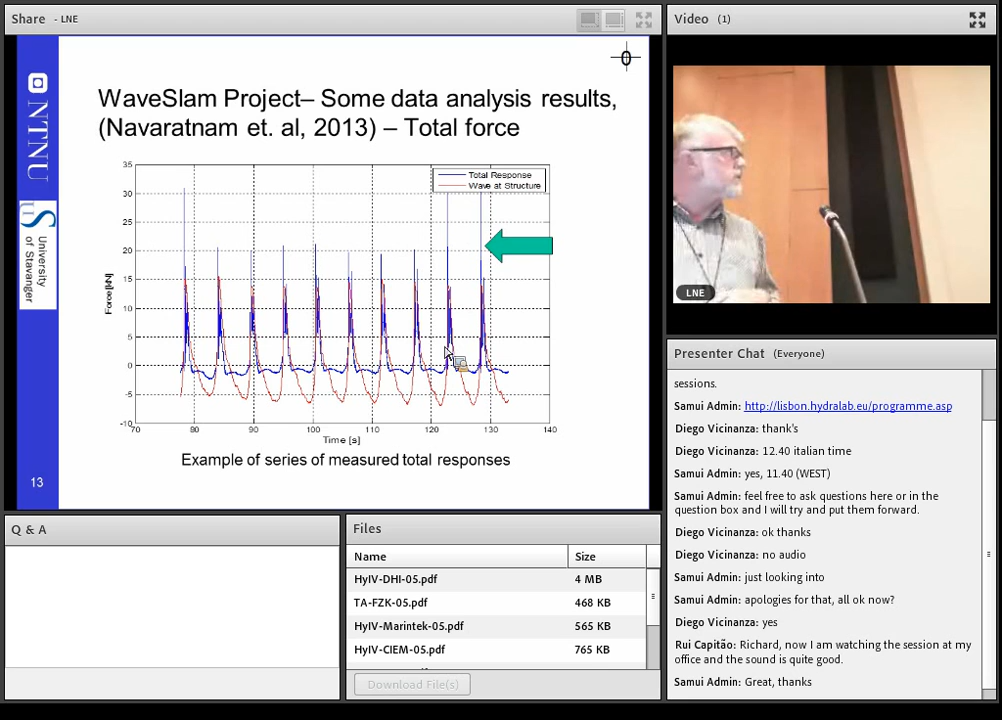 Share - LNE
NTNU
University
of Stavanger
13
WaveSlam Project– Some data analysis results,
(Navaratnam et. al, 2013) – Total force
Total Response
Wave at Structure
Force[kN]
35
30
25
20
15
10
5
0
-5
-10
70
80
90
100
110
120
130
140
Time [s]
Example of series of measured total responses
Video (1)
LNE
Presenter Chat (Everyone)
sessions.
Samui Admin: http://lisbon.hydralab.eu/programme.asp
Diego Vicinanza: thank's
Diego Vicinanza: 12.40 italian time
Samui Admin: yes, 11.40 (WEST)
Samui Admin: feel free to ask questions here or in the
question box and I will try and put them forward.
Diego Vicinanza: ok thanks
Diego Vicinanza: no audio
Samui Admin: just looking into
Samui Admin: apologies for that, all ok now?
Diego Vicinanza: yes
Rui Capitão: Richard, now I am watching the session at my
office and the sound is quite good.
Samui Admin: Great, thanks
Q & A
Files
Name Size
HyIV-DHI-05.pdf 4 MB
TA-FZK-05.pdf 468 KB
HyIV-Marintek-05.pdf 565 KB
HyIV-CIEM-05.pdf 765 KB
Download File(s)